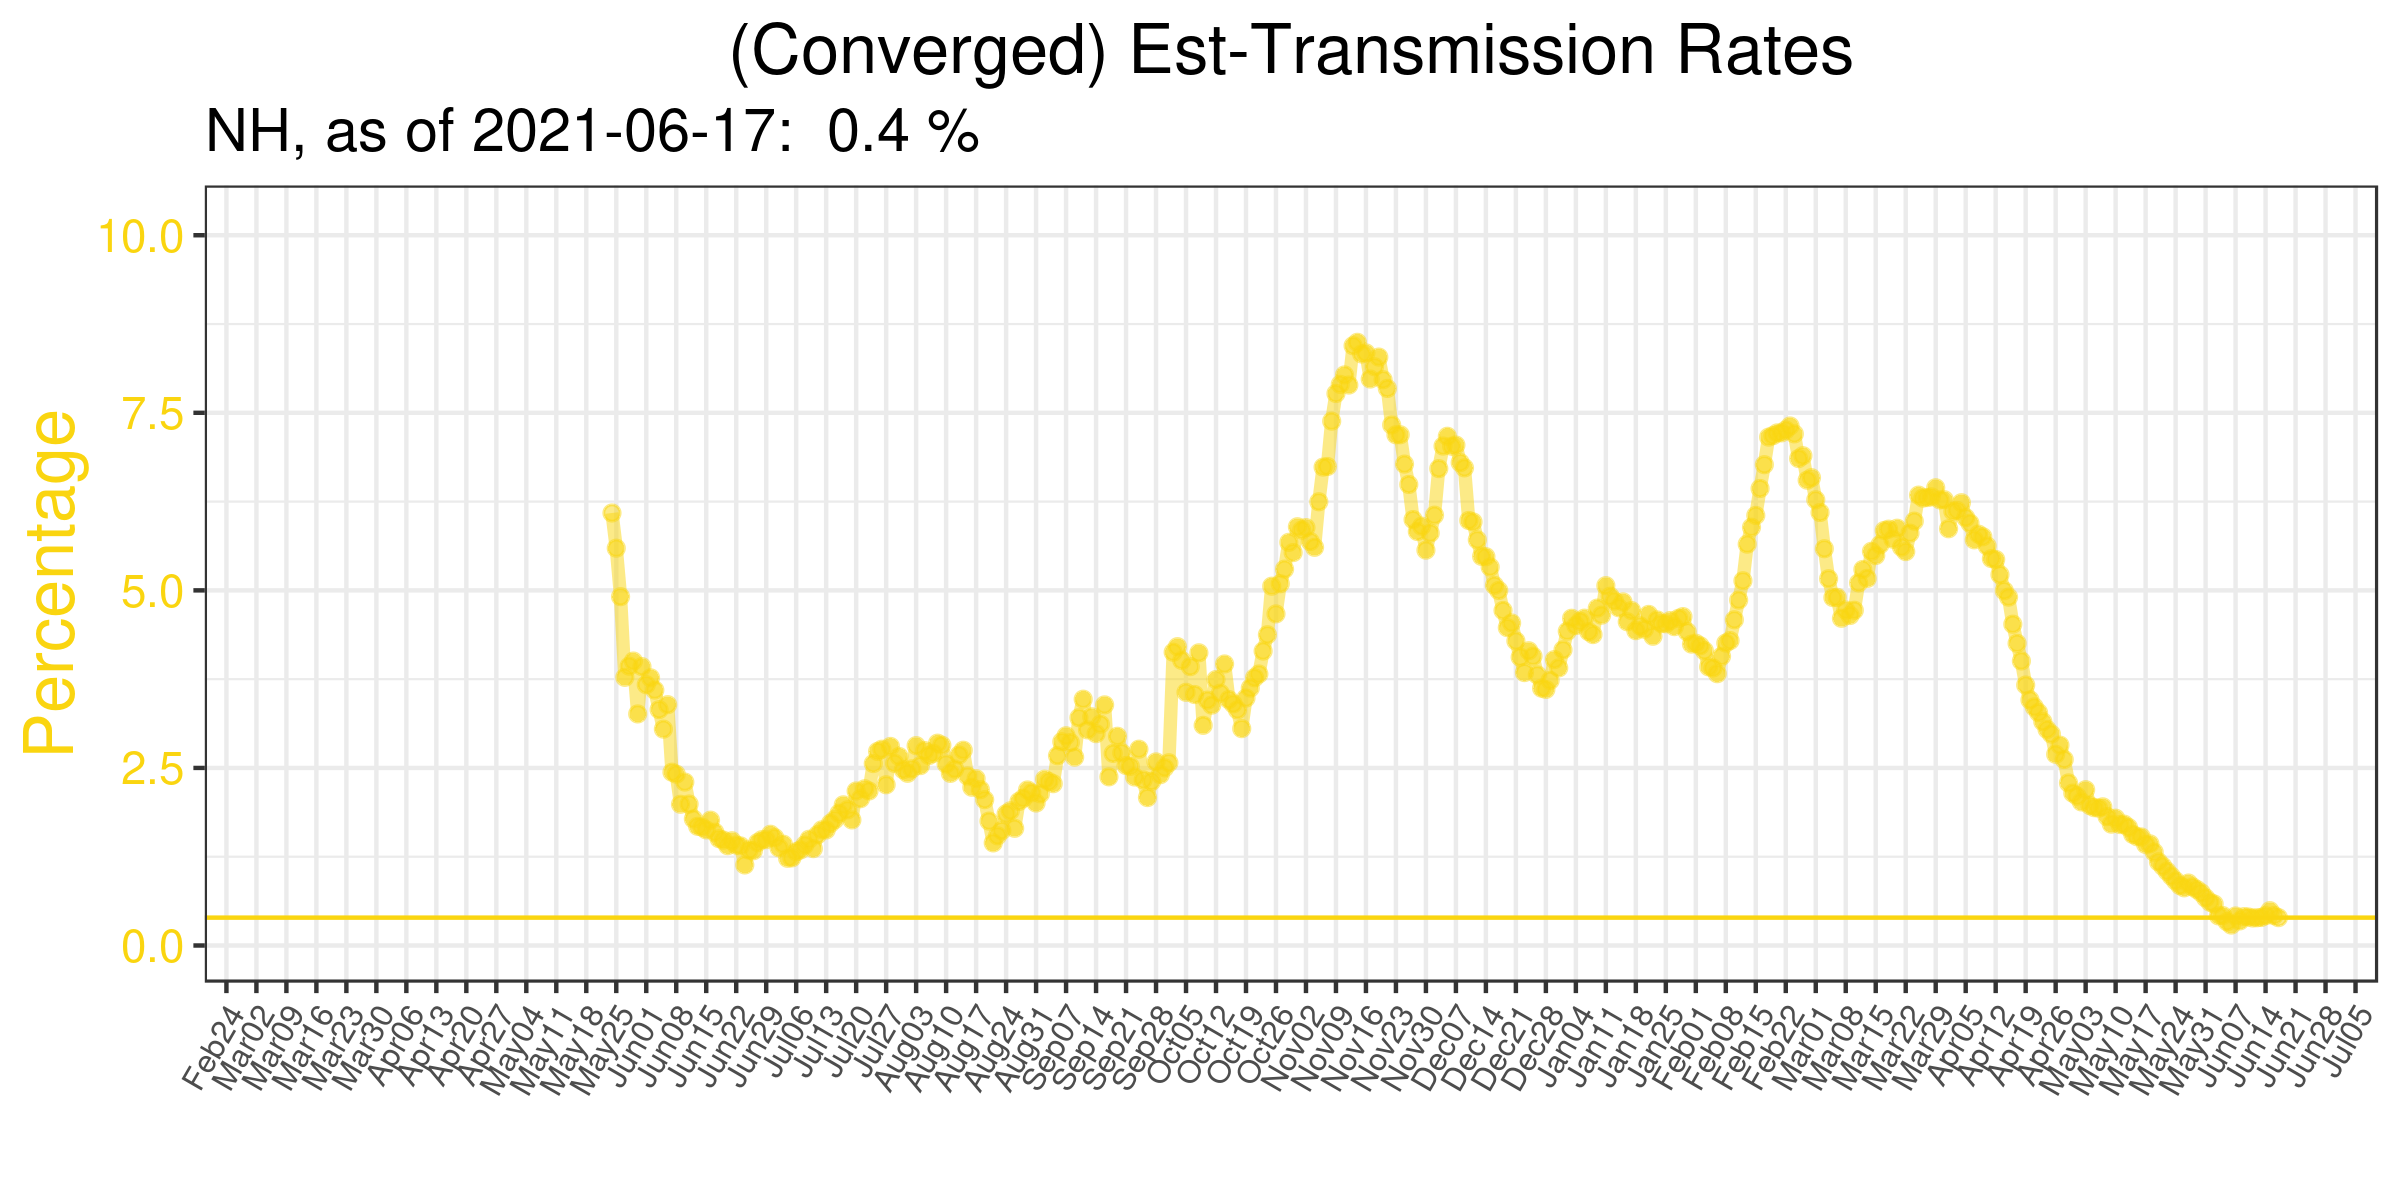 (Converged) Est-Transmission Rates
NH, as of 2021-06-17:  0.4 %
Percentage
10.0
7.5
5.0
2.5
0.0
Feb24
Mar02
Mar09
Mar16
Mar23
Mar30
Apr06
Apr13
Apr20
Apr27
May04
May11
May18
May25
Jun01
Jun08
Jun15
Jun22
Jun29
Jul06
Jul13
Jul20
Jul27
Aug03
Aug10
Aug17
Aug24
Aug31
Sep07
Sep14
Sep21
Sep28
Oct05
Oct12
Oct19
Oct26
Nov02
Nov09
Nov16
Nov23
Nov30
Dec07
Dec14
Dec21
Dec28
Jan04
Jan11
Jan18
Jan25
Feb01
Feb08
Feb15
Feb22
Mar01
Mar08
Mar15
Mar22
Mar29
Apr05
Apr12
Apr19
Apr26
May03
May10
May17
May24
May31
Jun07
Jun14
Jun21
Jun28
Jul05